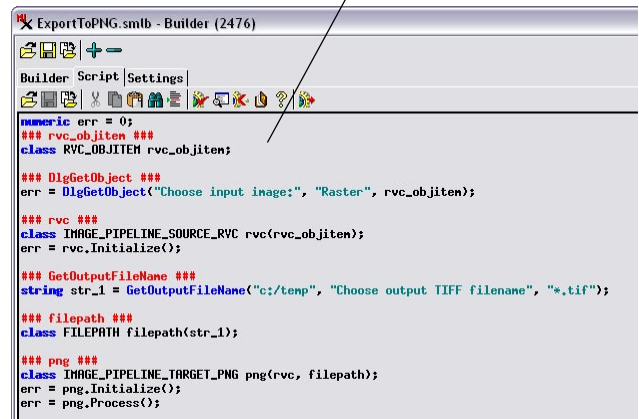 ExportToPNG.smlb - Builder (2476)
Builder Script Settings
numeric err = 0;
### rvc_objitem ###
class RVC_OBJITEM rvc_objitem;
### DlgGetObject ###
err = DlgGetObject("Choose input image:", "Raster", rvc_objitem);
### rvc ###
class IMAGE_PIPELINE_SOURCE_RVC rvc(rvc_objitem);
err = rvc.Initialize();
### GetOutputFileName ###
string str_1 = GetOutputFileName("c:/temp", "Choose output TIFF filename", "*.tif");
### filepath ###
class FILEPATH filepath(str_1);
### png ###
class IMAGE_PIPELINE_TARGET_PNG png(rvc, filepath);
err = png.Initialize();
err = png.Process();